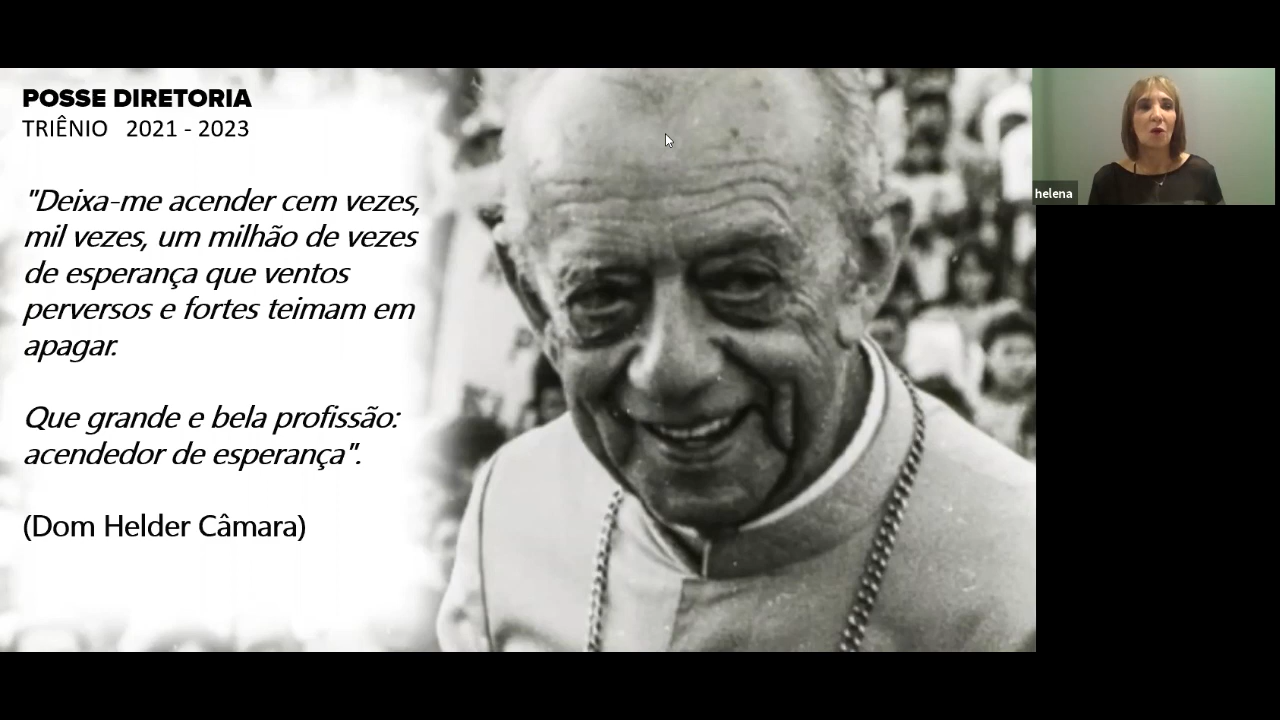 POSSE DIRETORIA
TRIÊNIO 2021 - 2023
"Deixa-me acender cem vezes,
mil vezes, um milhão de vezes
de esperança que ventos
perversos e fortes teimam em
apagar.
Que grande e bela profissão:
acendedor de esperança".
(Dom Helder Câmara)
helena